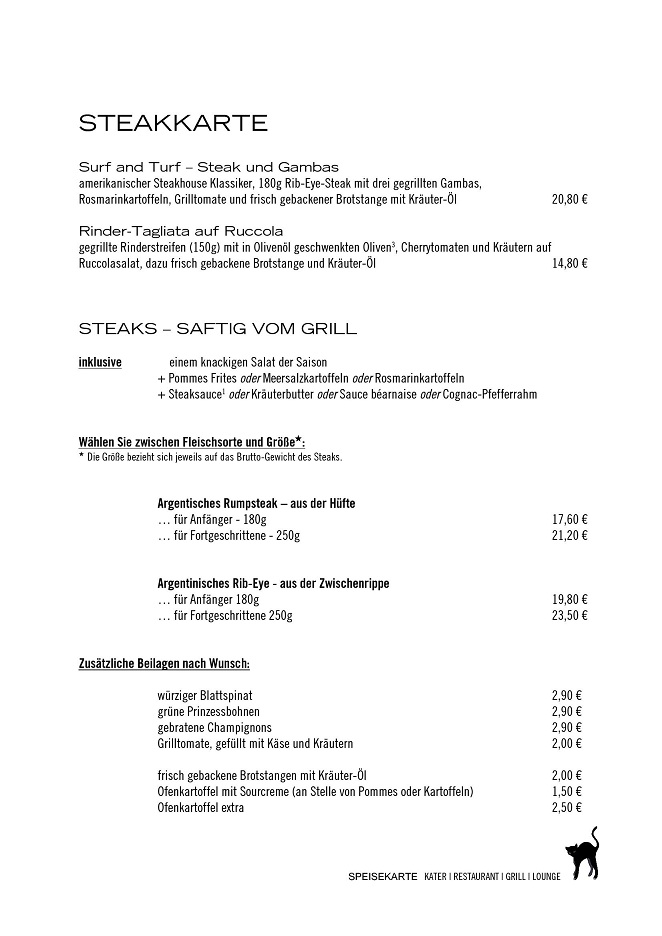 STEAKKARTE
Surf and Turf – Steak und Gambas
amerikanischer Steakhouse Klassiker, 180g Rib-Eye-Steak mit drei gegrillten Gambas,
Rosmarinkartoffeln, Grilltomate und frisch gebackener Brotstange mit Kräuter-Öl 20,80 €
Rinder-Tagliata auf Ruccola
gegrillte Rinderstreifen (150g) mit in Olivenöl geschwenkten Oliven³, Cherrytomaten und Kräutern auf
Ruccolasalat, dazu frisch gebackene Brotstange und Kräuter-Öl 14,80 €
STEAKS – SAFTIG VOM GRILL
inklusive einem knackigen Salat der Saison
+ Pommes Frites oder Meersalzkartoffeln oder Rosmarinkartoffeln
+ Steaksauce¹ oder Kräuterbutter oder Sauce béarnaise oder Cognac-Pfefferrahm
Wählen Sie zwischen Fleischsorte und Größe★:
★ Die Größe bezieht sich jeweils auf das Brutto-Gewicht des Steaks.
Argentisches Rumpsteak – aus der Hüfte
... für Anfänger - 180g 17,60 €
... für Fortgeschrittene - 250g 21,20 €
Argentinisches Rib-Eye - aus der Zwischenrippe
... für Anfänger 180g 19,80 €
... für Fortgeschrittene 250g 23,50 €
Zusätzliche Beilagen nach Wunsch:
würziger Blattspinat 2,90 €
grüne Prinzessbohnen 2,90 €
gebratene Champignons 2,90 €
Grilltomate, gefüllt mit Käse und Kräutern 2,00 €
frisch gebackene Brotstangen mit Kräuter-Öl 2,00 €
Ofenkartoffel mit Sourcreme (an Stelle von Pommes oder Kartoffeln) 1,50 €
Ofenkartoffel extra 2,50 €
SPEISEKARTE KATER I RESTAURANT I GRILL I LOUNGE